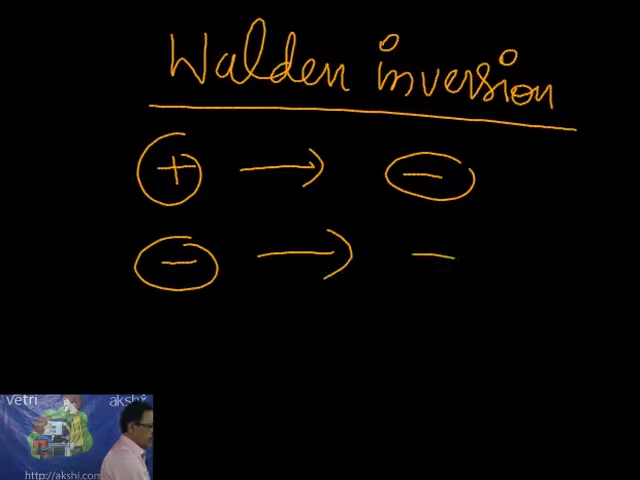 Walden inversion
+ → −
− → −
vetri akshi
http://akshi.com